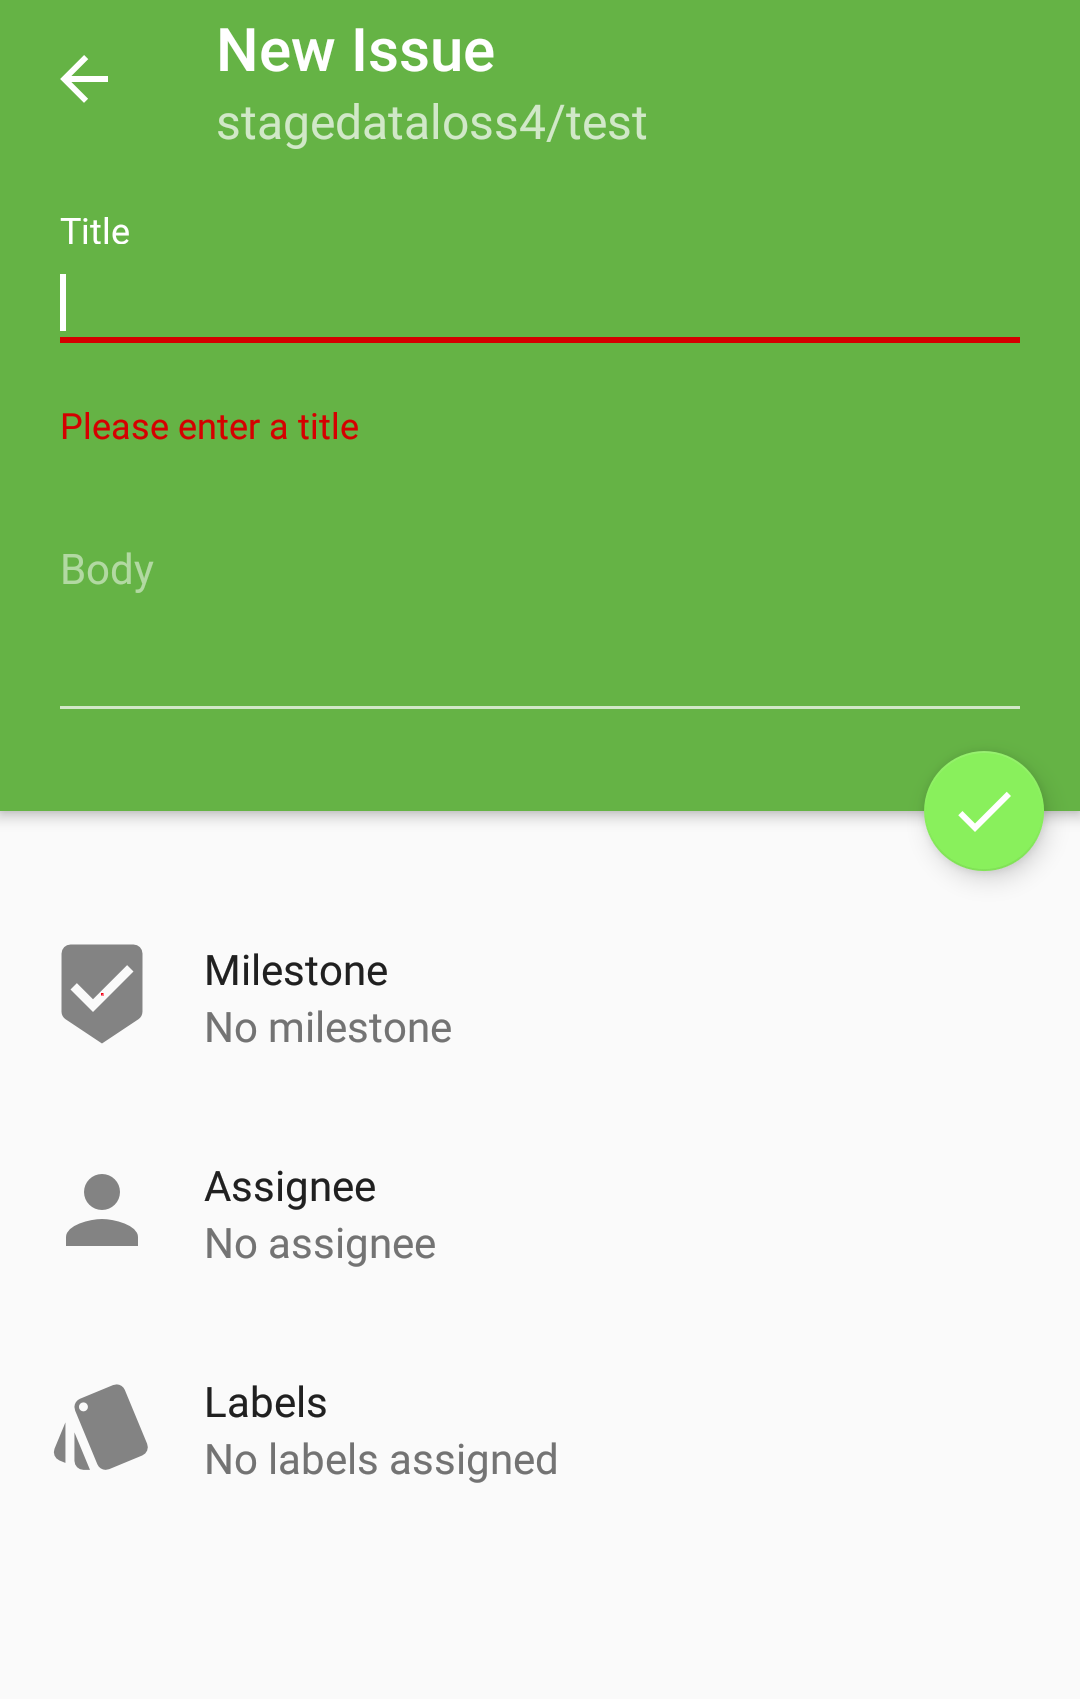 New Issue
stagedataloss4/test
Title
Please enter a title
Body
Milestone
No milestone
Assignee
No assignee
Labels
No labels assigned